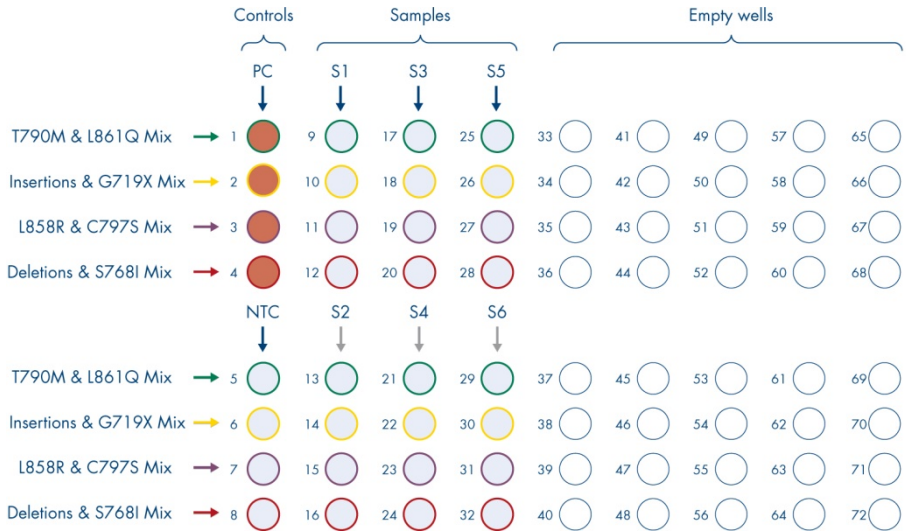 Controls Samples Empty wells
PC S1 S3 S5
T790M & L861Q Mix 1 9 17 25 33 41 49 57 65
Insertions & G719X Mix 2 10 18 26 34 42 50 58 66
L858R & C797S Mix 3 11 19 27 35 43 51 59 67
Deletions & S768I Mix 4 12 20 28 36 44 52 60 68
NTC S2 S4 S6
T790M & L861Q Mix 5 13 21 29 37 45 53 61 69
Insertions & G719X Mix 6 14 22 30 38 46 54 62 70
L858R & C797S Mix 7 15 23 31 39 47 55 63 71
Deletions & S768I Mix 8 16 24 32 40 48 56 64 72